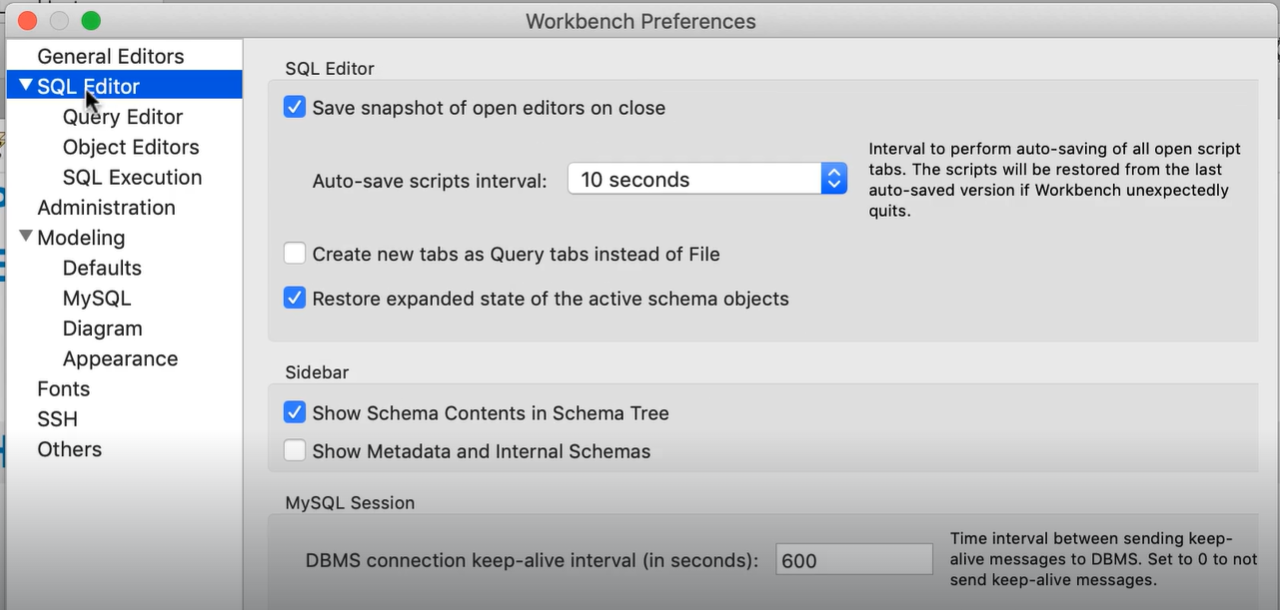 Workbench Preferences
General Editors
SQL Editor
Query Editor
Object Editors
SQL Execution
Administration
Modeling
Defaults
MySQL
Diagram
Appearance
Fonts
SSH
Others
SQL Editor
Save snapshot of open editors on close
Auto-save scripts interval:
10 seconds
Interval to perform auto-saving of all open script
tabs. The scripts will be restored from the last
auto-saved version if Workbench unexpectedly
quits.
Create new tabs as Query tabs instead of File
Restore expanded state of the active schema objects
Sidebar
Show Schema Contents in Schema Tree
Show Metadata and Internal Schemas
MySQL Session
DBMS connection keep-alive interval (in seconds):
600
Time interval between sending keep-
alive messages to DBMS. Set to 0 to not
send keep-alive messages.